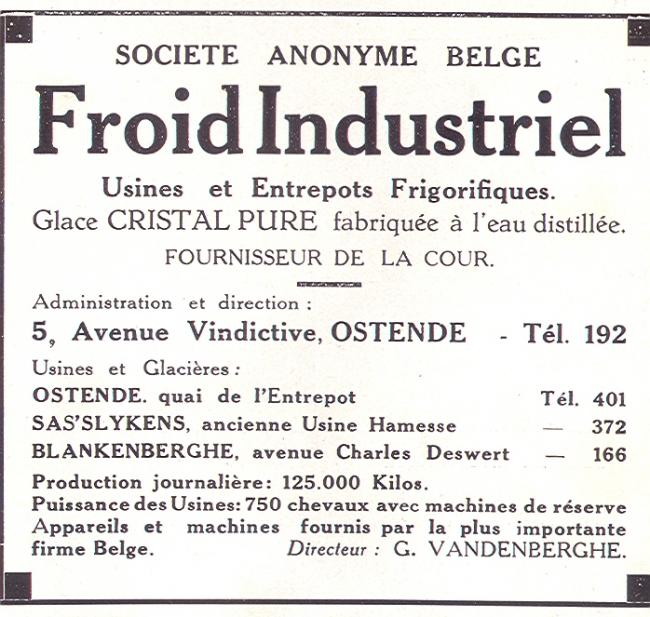 SOCIETE ANONYME BELGE
Froid Industriel
Usines et Entrepots Frigorifiques.
Glace CRISTAL PURE fabriquée à l'eau distillée.
FOURNISSEUR DE LA COUR.
Administration et direction :
5, Avenue Vindictive, OSTENDE - Tél. 192
Usines et Glacières :
OSTENDE. quai de l'Entrepot Tél. 401
SAS'SLYKENS, ancienne Usine Hamesse — 372
BLANKENBERGHE, avenue Charles Deswert — 166
Production journalière: 125.000 Kilos.
Puissance des Usines: 750 chevaux avec machines de réserve
Appareils et machines fournis par la plus importante
firme Belge. Directeur : G. VANDENBERGHE.